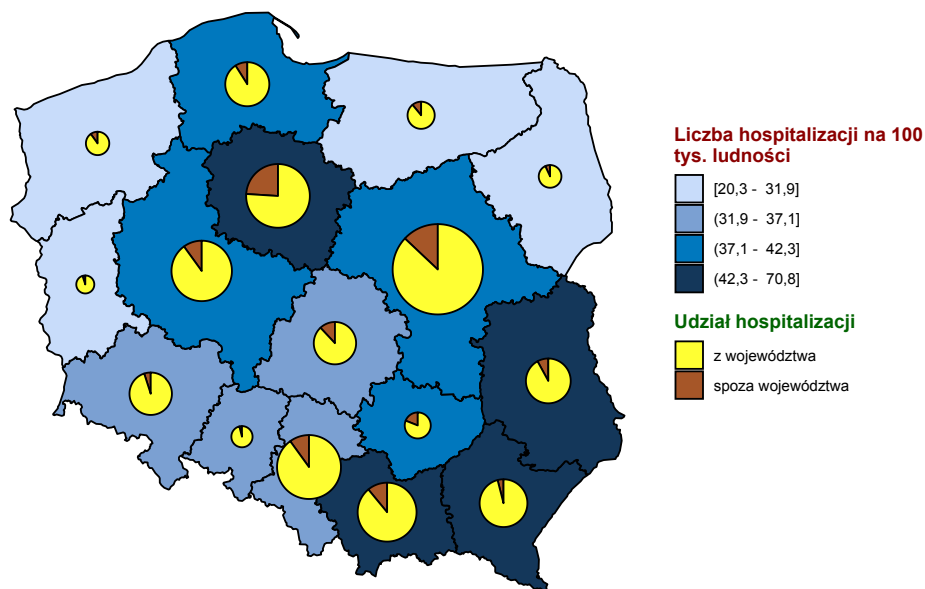 Liczba hospitalizacji na 100
tys. ludności
[20,3 - 31,9]
(31,9 - 37,1]
(37,1 - 42,3]
(42,3 - 70,8]
Udział hospitalizacji
z województwa
spoza województwa